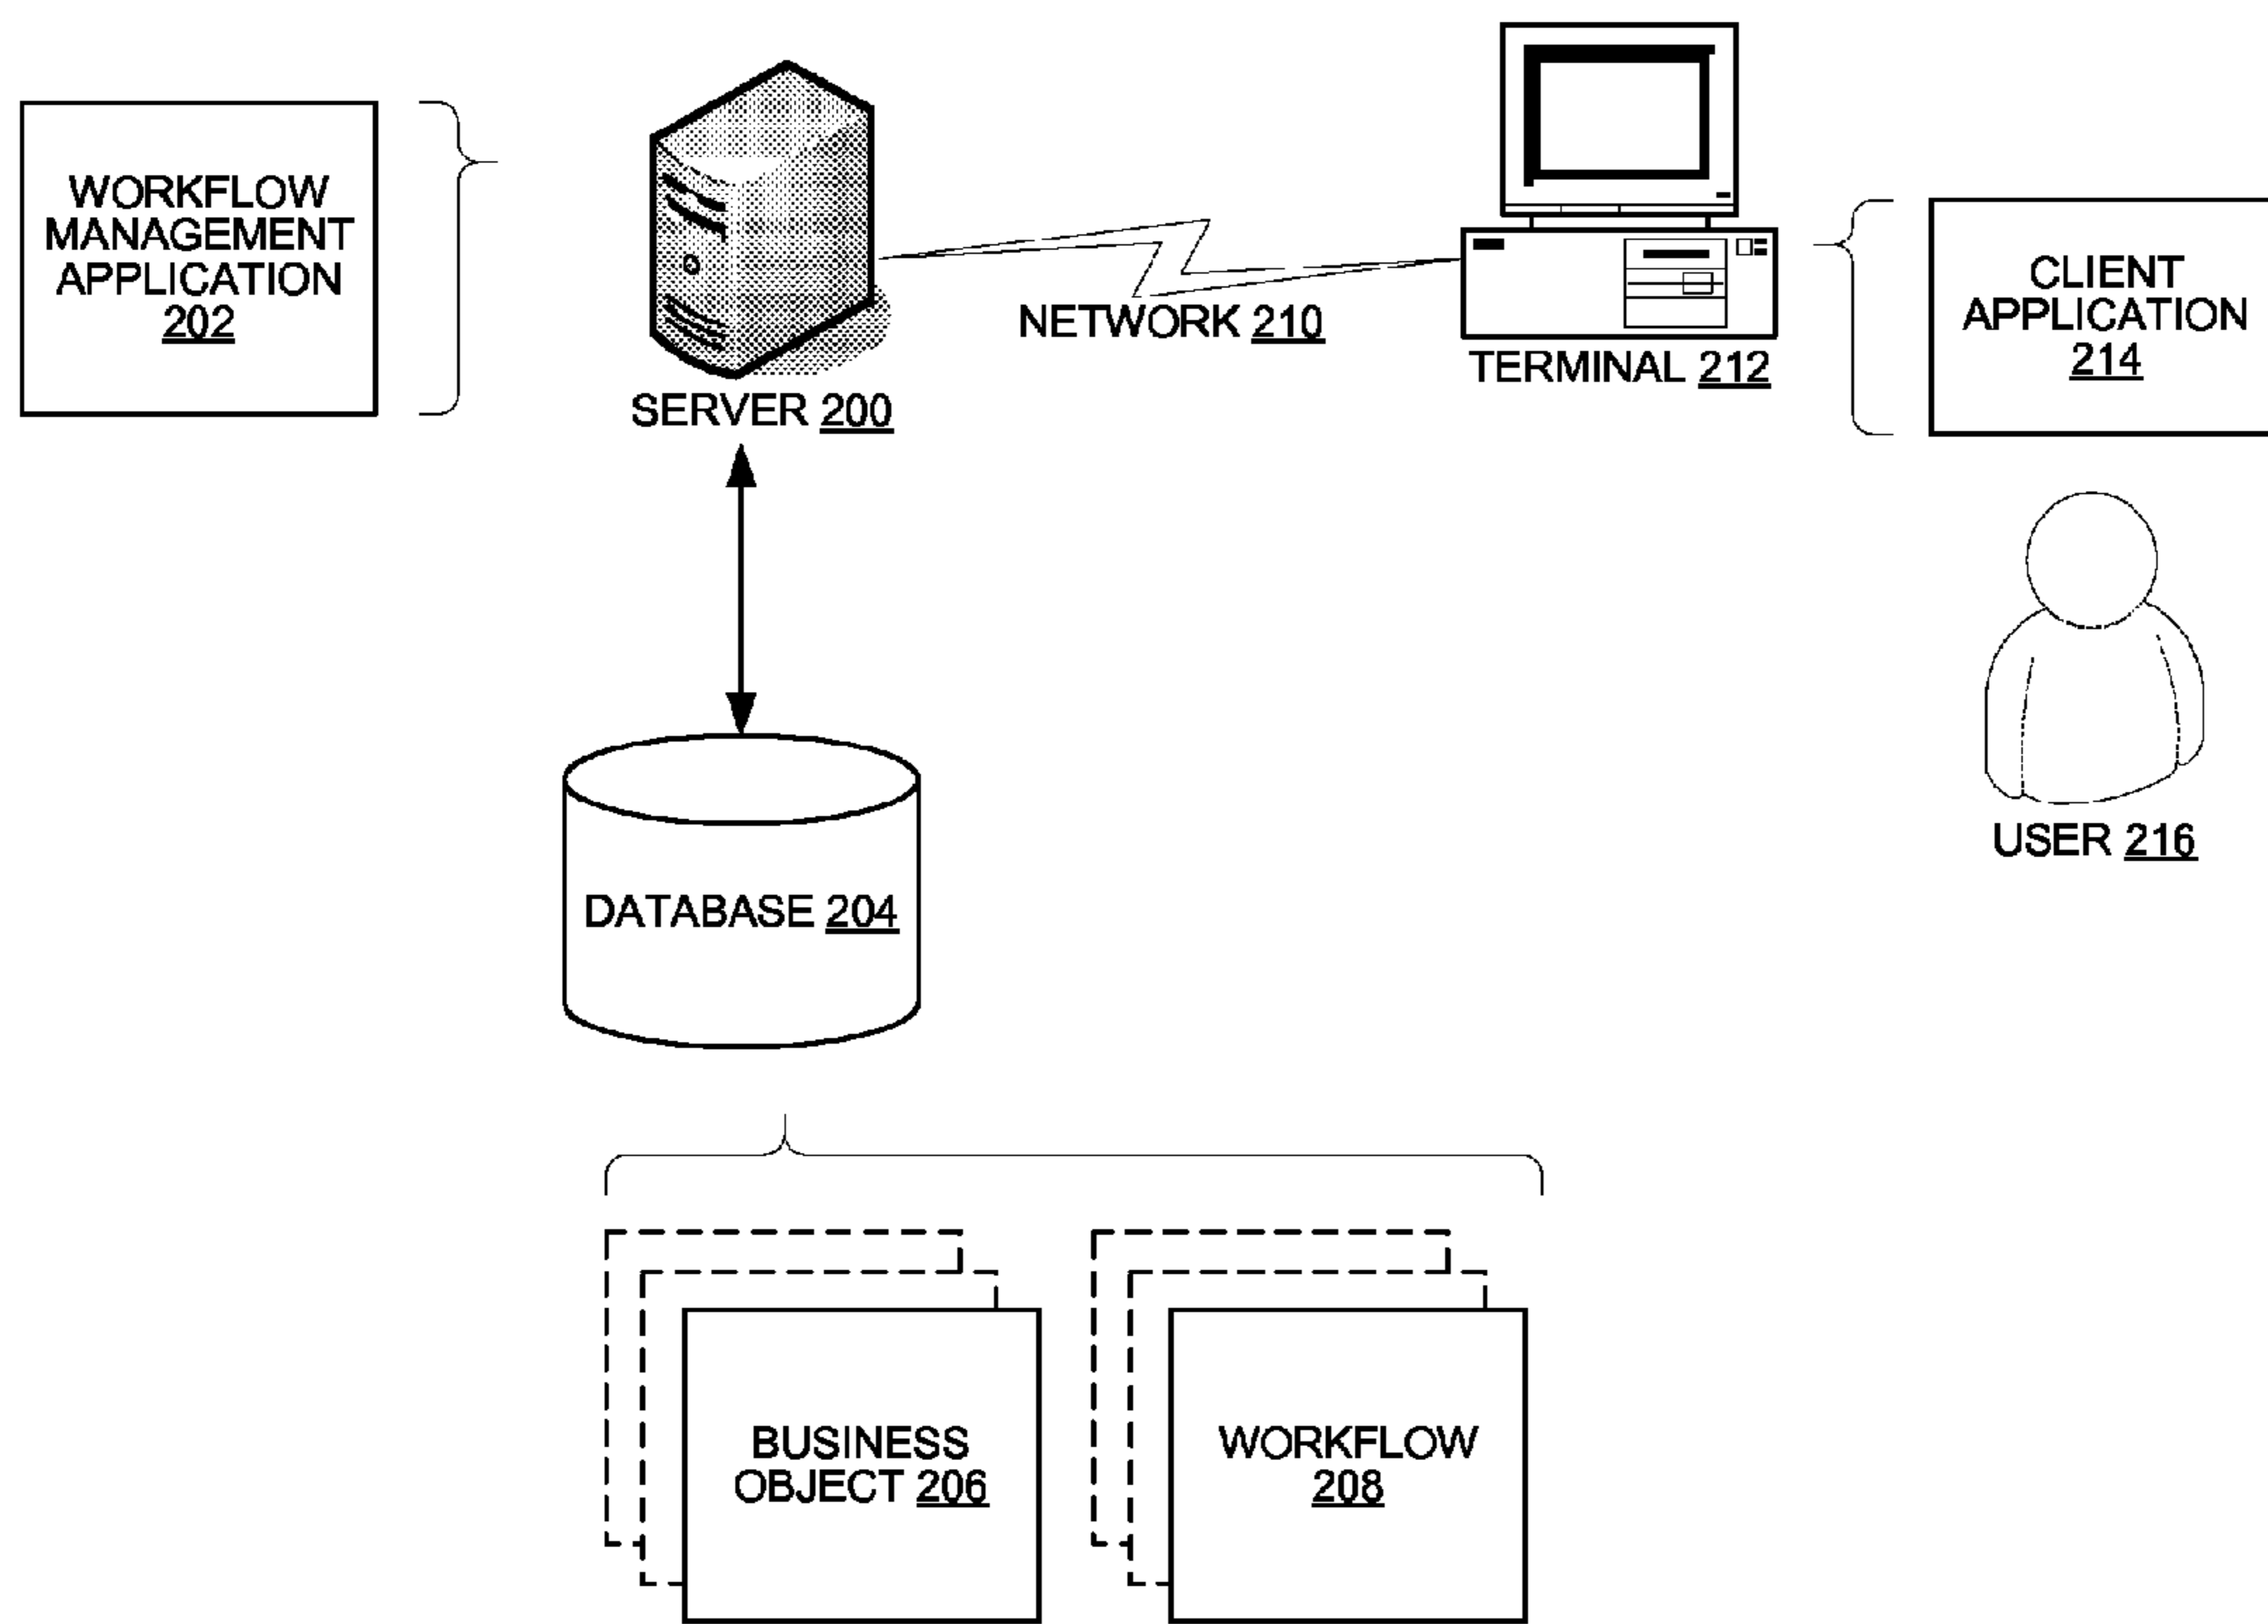 WORKFLOW
MANAGEMENT
APPLICATION
202
SERVER 200
NETWORK 210
TERMINAL 212
CLIENT
APPLICATION
214
USER 216
DATABASE 204
BUSINESS
OBJECT 206
WORKFLOW
208